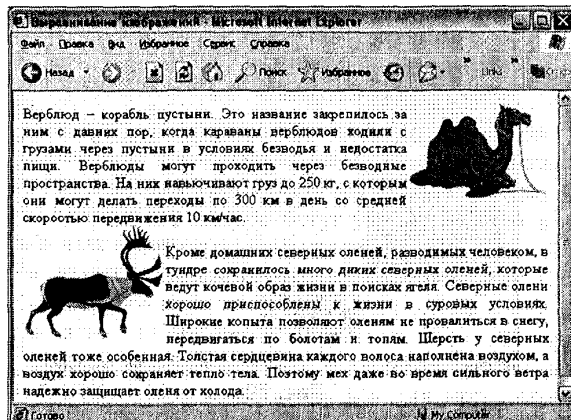 Выравнивание изображений - Microsoft Internet Explorer
Файл Правка Вид Избранное Сервис Справка
Назад Поиск Избранное Links
Верблюд – корабль пустыни. Это название закрепилось за
ним с давних пор, когда караваны верблюдов ходили с
грузами через пустыни в условиях безводья и недостатка
пищи. Верблюды могут проходить через безводные
пространства. На них навьючивают груз до 250 кг, с которым
они могут делать переходы по 300 км в день со средней
скоростью передвижения 10 км/час.
Кроме домашних северных оленей, разводимых человеком, в
тундре сохранилось много диких северных оленей, которые
ведут кочевой образ жизни в поисках ягеля. Северные олени
хорошо приспособлены к жизни в суровых условиях.
Широкие копыта позволяют оленям не провалиться в снегу,
передвигаться по болотам и топям. Шерсть у северных
оленей тоже особенная. Толстая сердцевина каждого волоса наполнена воздухом, а
воздух хорошо сохраняет тепло тела. Поэтому мех даже во время сильного ветра
надежно защищает оленя от холода.
Готово My Computer